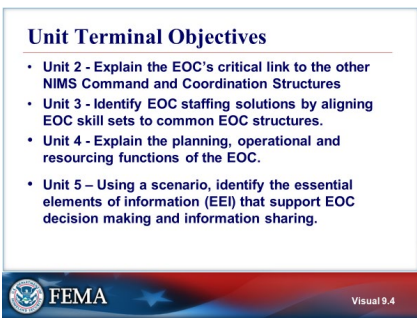 Unit Terminal Objectives
• Unit 2 - Explain the EOC's critical link to the other
NIMS Command and Coordination Structures
• Unit 3 - Identify EOC staffing solutions by aligning
EOC skill sets to common EOC structures.
• Unit 4 - Explain the planning, operational and
resourcing functions of the EOC.
• Unit 5 – Using a scenario, identify the essential
elements of information (EEI) that support EOC
decision making and information sharing.
FEMA
Visual 9.4